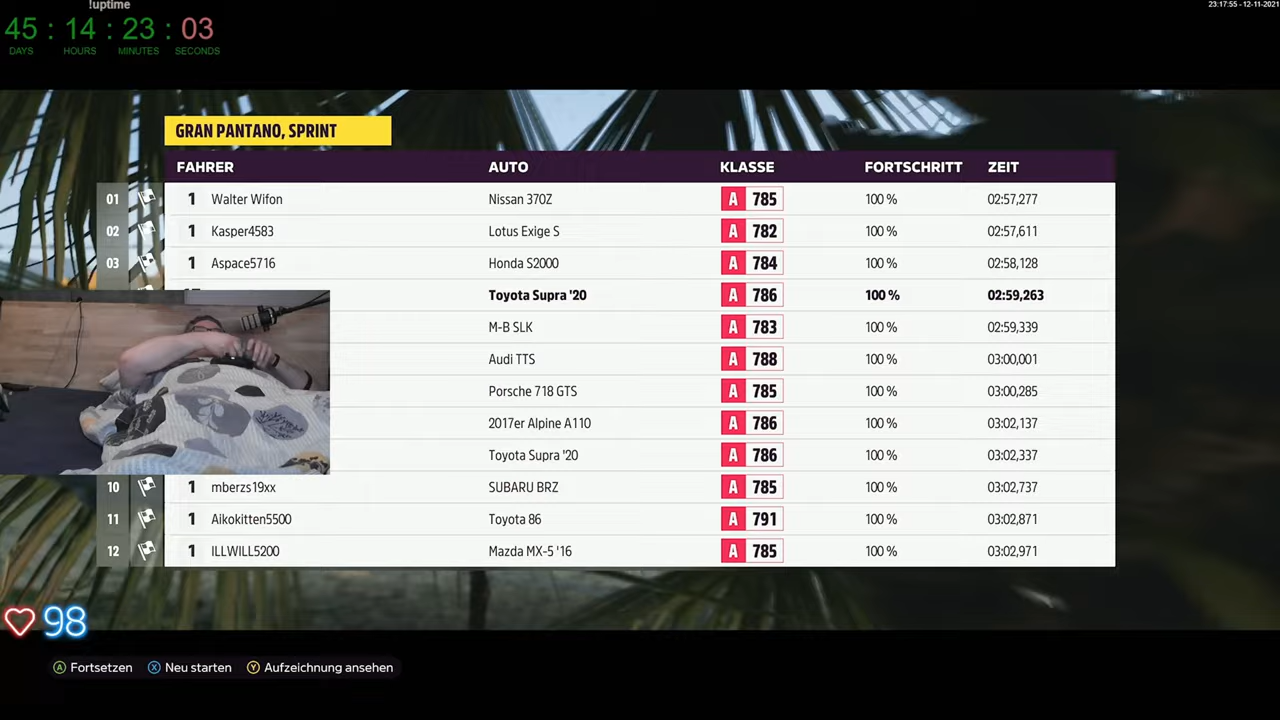 !uptime
23:17:55 - 12-11-2021
45 : 14 : 23 : 03
DAYS HOURS MINUTES SECONDS
GRAN PANTANO, SPRINT
FAHRER AUTO KLASSE FORTSCHRITT ZEIT
01 1 Walter Wifon Nissan 370Z A 785 100 % 02:57,277
02 1 Kasper4583 Lotus Exige S A 782 100 % 02:57,611
03 1 Aspace5716 Honda S2000 A 784 100 % 02:58,128
Toyota Supra '20 A 786 100 % 02:59,263
M-B SLK A 783 100 % 02:59,339
Audi TTS A 788 100 % 03:00,001
Porsche 718 GTS A 785 100 % 03:00,285
2017er Alpine A110 A 786 100 % 03:02,137
Toyota Supra '20 A 786 100 % 03:02,337
10 1 mberzs19xx SUBARU BRZ A 785 100 % 03:02,737
11 1 Aikokitten5500 Toyota 86 A 791 100 % 03:02,871
12 1 ILLWILL5200 Mazda MX-5 '16 A 785 100 % 03:02,971
98
A Fortsetzen X Neu starten Y Aufzeichnung ansehen